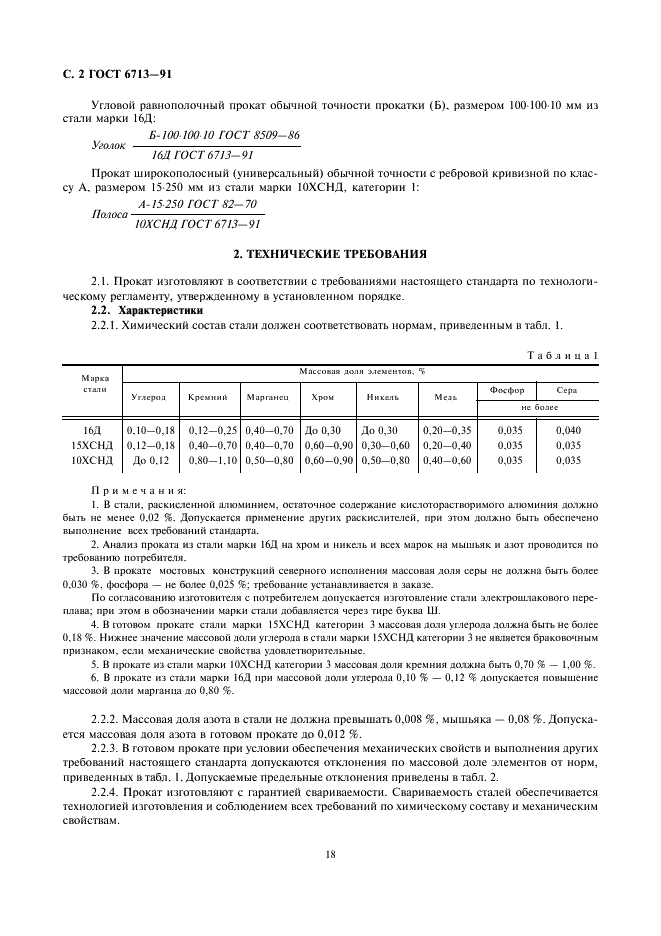 С. 2 ГОСТ 6713—91
Угловой равнополочный прокат обычной точности прокатки (Б), размером 100·100·10 мм из
стали марки 16Д:
Уголок Б-100·100·10 ГОСТ 8509—86
16Д ГОСТ 6713—91
Прокат широкополосный (универсальный) обычной точности с ребровой кривизной по клас-
су А, размером 15·250 мм из стали марки 10ХСНД, категории 1:
Полоса А-15·250 ГОСТ 82—70
10ХСНД ГОСТ 6713—91
2. ТЕХНИЧЕСКИЕ ТРЕБОВАНИЯ
2.1. Прокат изготовляют в соответствии с требованиями настоящего стандарта по технологи-
ческому регламенту, утвержденному в установленном порядке.
2.2. Характеристики
2.2.1. Химический состав стали должен соответствовать нормам, приведенным в табл. 1.
Таблица 1
Марка стали
Массовая доля элементов, %
Углерод Кремний Марганец Хром Никель Медь Фосфор Сера
не более
16Д 0,10—0,18 0,12—0,25 0,40—0,70 До 0,30 До 0,30 0,20—0,35 0,035 0,040
15ХСНД 0,12—0,18 0,40—0,70 0,40—0,70 0,60—0,90 0,30—0,60 0,20—0,40 0,035 0,035
10ХСНД До 0,12 0,80—1,10 0,50—0,80 0,60—0,90 0,50—0,80 0,40—0,60 0,035 0,035
Примечания:
1. В стали, раскисленной алюминием, остаточное содержание кислоторастворимого алюминия должно
быть не менее 0,02 %. Допускается применение других раскислителей, при этом должно быть обеспечено
выполнение всех требований стандарта.
2. Анализ проката из стали марки 16Д на хром и никель и всех марок на мышьяк и азот проводится по
требованию потребителя.
3. В прокате мостовых конструкций северного исполнения массовая доля серы не должна быть более
0,030 %, фосфора — не более 0,025 %; требование устанавливается в заказе.
По согласованию изготовителя с потребителем допускается изготовление стали электрошлакового пере-
плава; при этом в обозначении марки стали добавляется через тире буква Ш.
4. В готовом прокате стали марки 15ХСНД категории 3 массовая доля углерода должна быть не более
0,18 %. Нижнее значение массовой доли углерода в стали марки 15ХСНД категории 3 не является браковочным
признаком, если механические свойства удовлетворительные.
5. В прокате из стали марки 10ХСНД категории 3 массовая доля кремния должна быть 0,70 % — 1,00 %.
6. В прокате из стали марки 16Д при массовой доли углерода 0,10 % — 0,12 % допускается повышение
массовой доли марганца до 0,80 %.
2.2.2. Массовая доля азота в стали не должна превышать 0,008 %, мышьяка — 0,08 %. Допуска-
ется массовая доля азота в готовом прокате до 0,012 %.
2.2.3. В готовом прокате при условии обеспечения механических свойств и выполнения других
требований настоящего стандарта допускаются отклонения по массовой доле элементов от норм,
приведенных в табл. 1. Допускаемые предельные отклонения приведены в табл. 2.
2.2.4. Прокат изготовляют с гарантией свариваемости. Свариваемость сталей обеспечивается
технологией изготовления и соблюдением всех требований по химическому составу и механическим
свойствам.
18